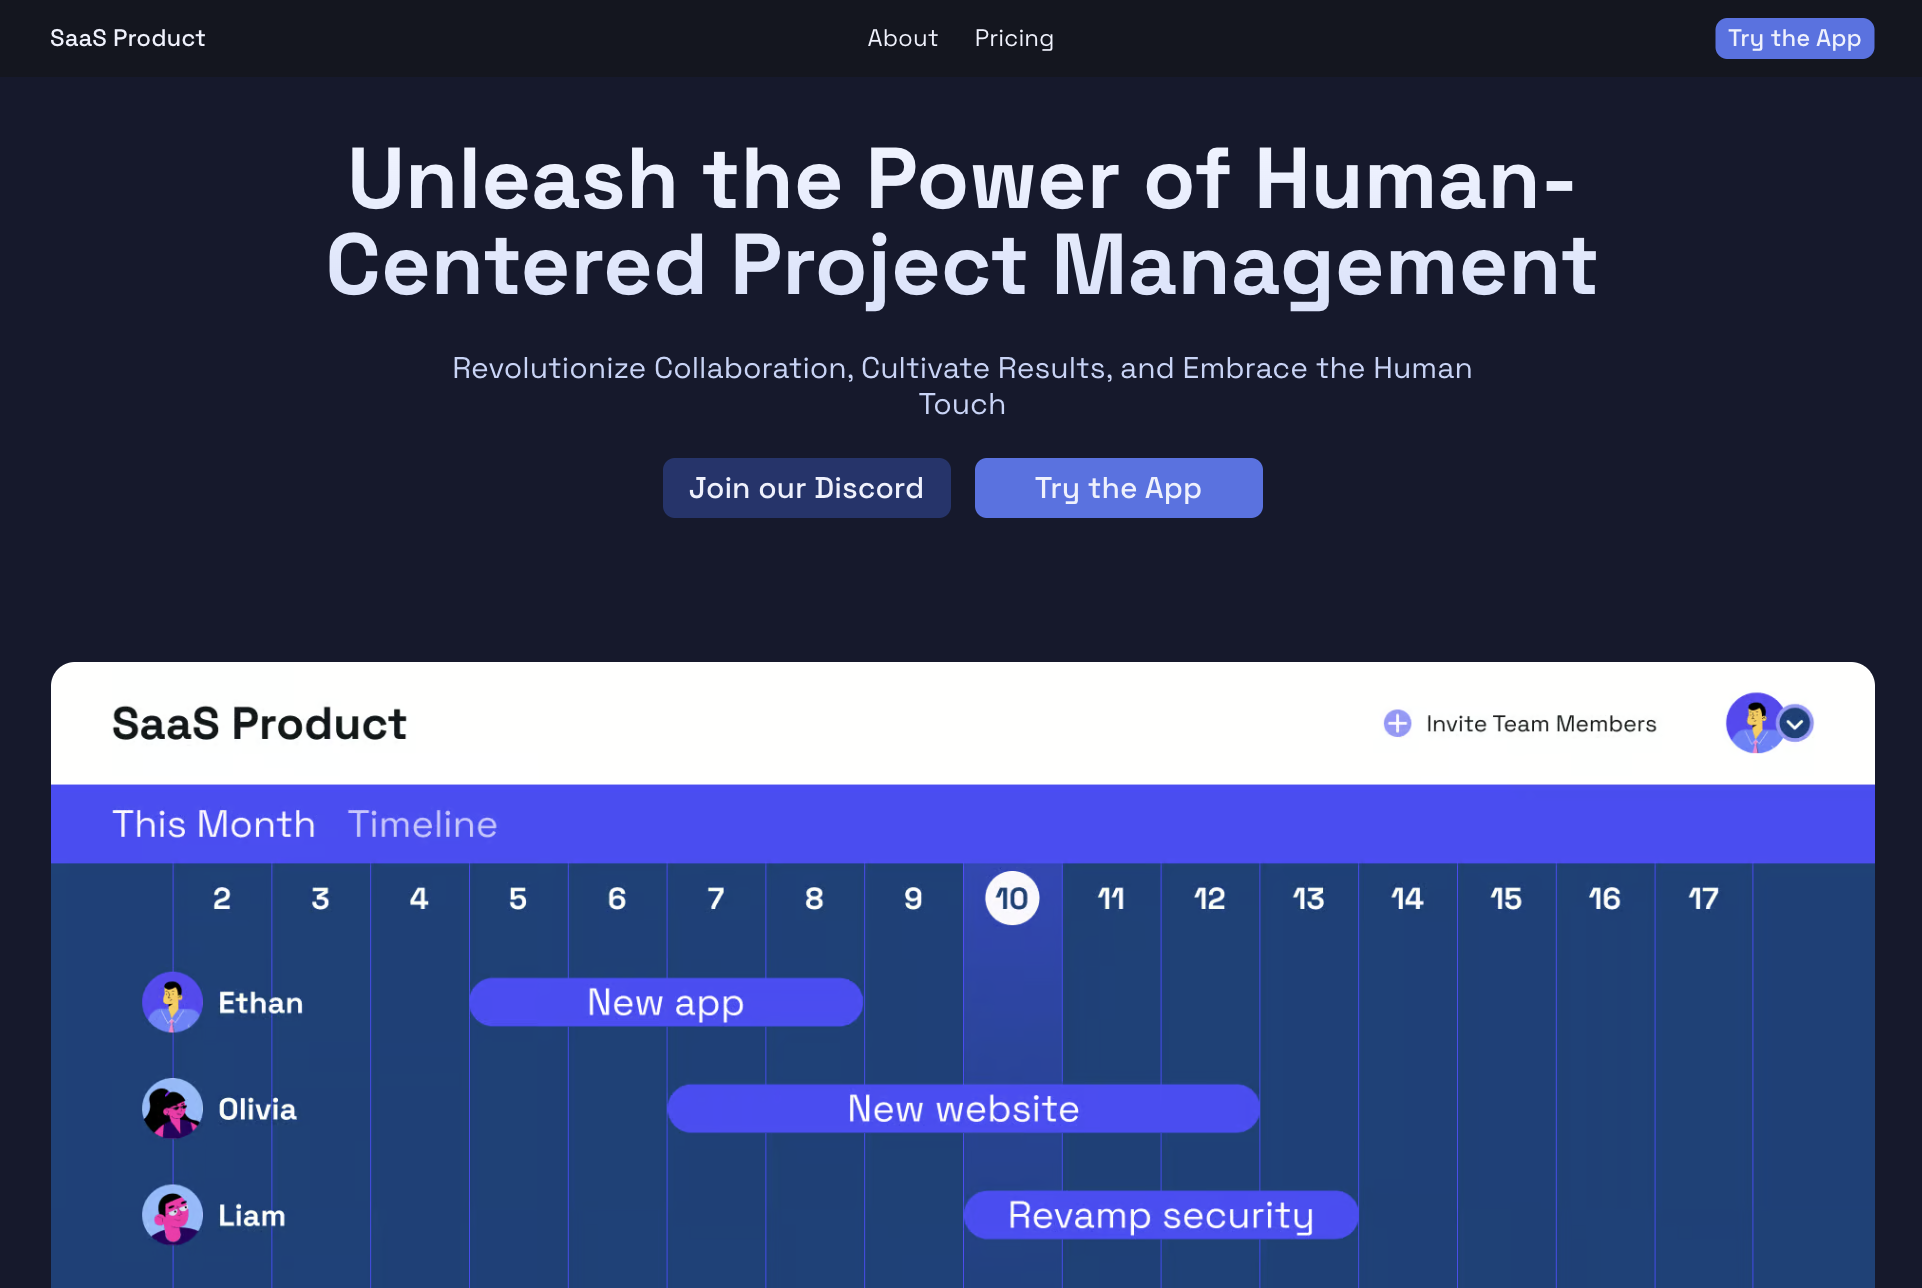 SaaS Product
About Pricing
Try the App
Unleash the Power of Human-
Centered Project Management
Revolutionize Collaboration, Cultivate Results, and Embrace the Human
Touch
Join our Discord
Try the App
SaaS Product
Invite Team Members
This Month Timeline
2 3 4 5 6 7 8 9 10 11 12 13 14 15 16 17
Ethan
New app
Olivia
New website
Liam
Revamp security